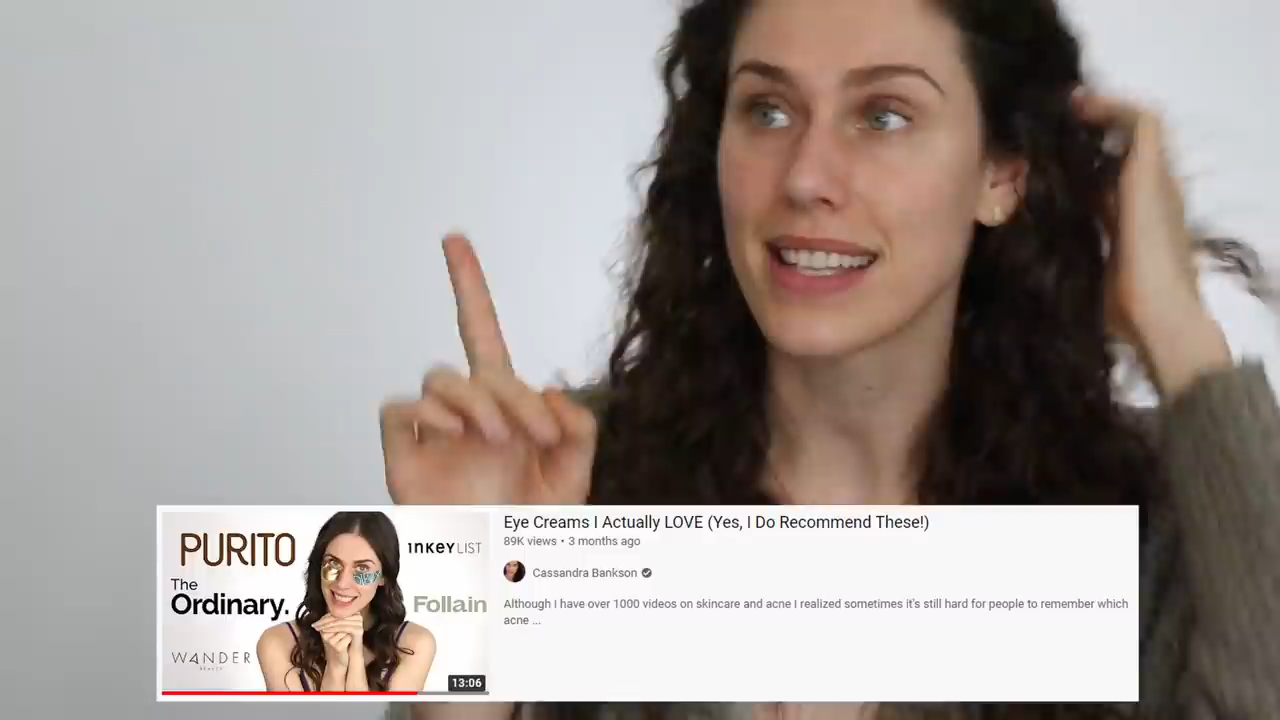 PURITO
The
Ordinary.
WANDER
BEAUTY
INKEY LIST
Follain
13:06
Eye Creams I Actually LOVE (Yes, I Do Recommend These!)
89K views • 3 months ago
Cassandra Bankson
Although I have over 1000 videos on skincare and acne I realized sometimes it's still hard for people to remember which
acne ...